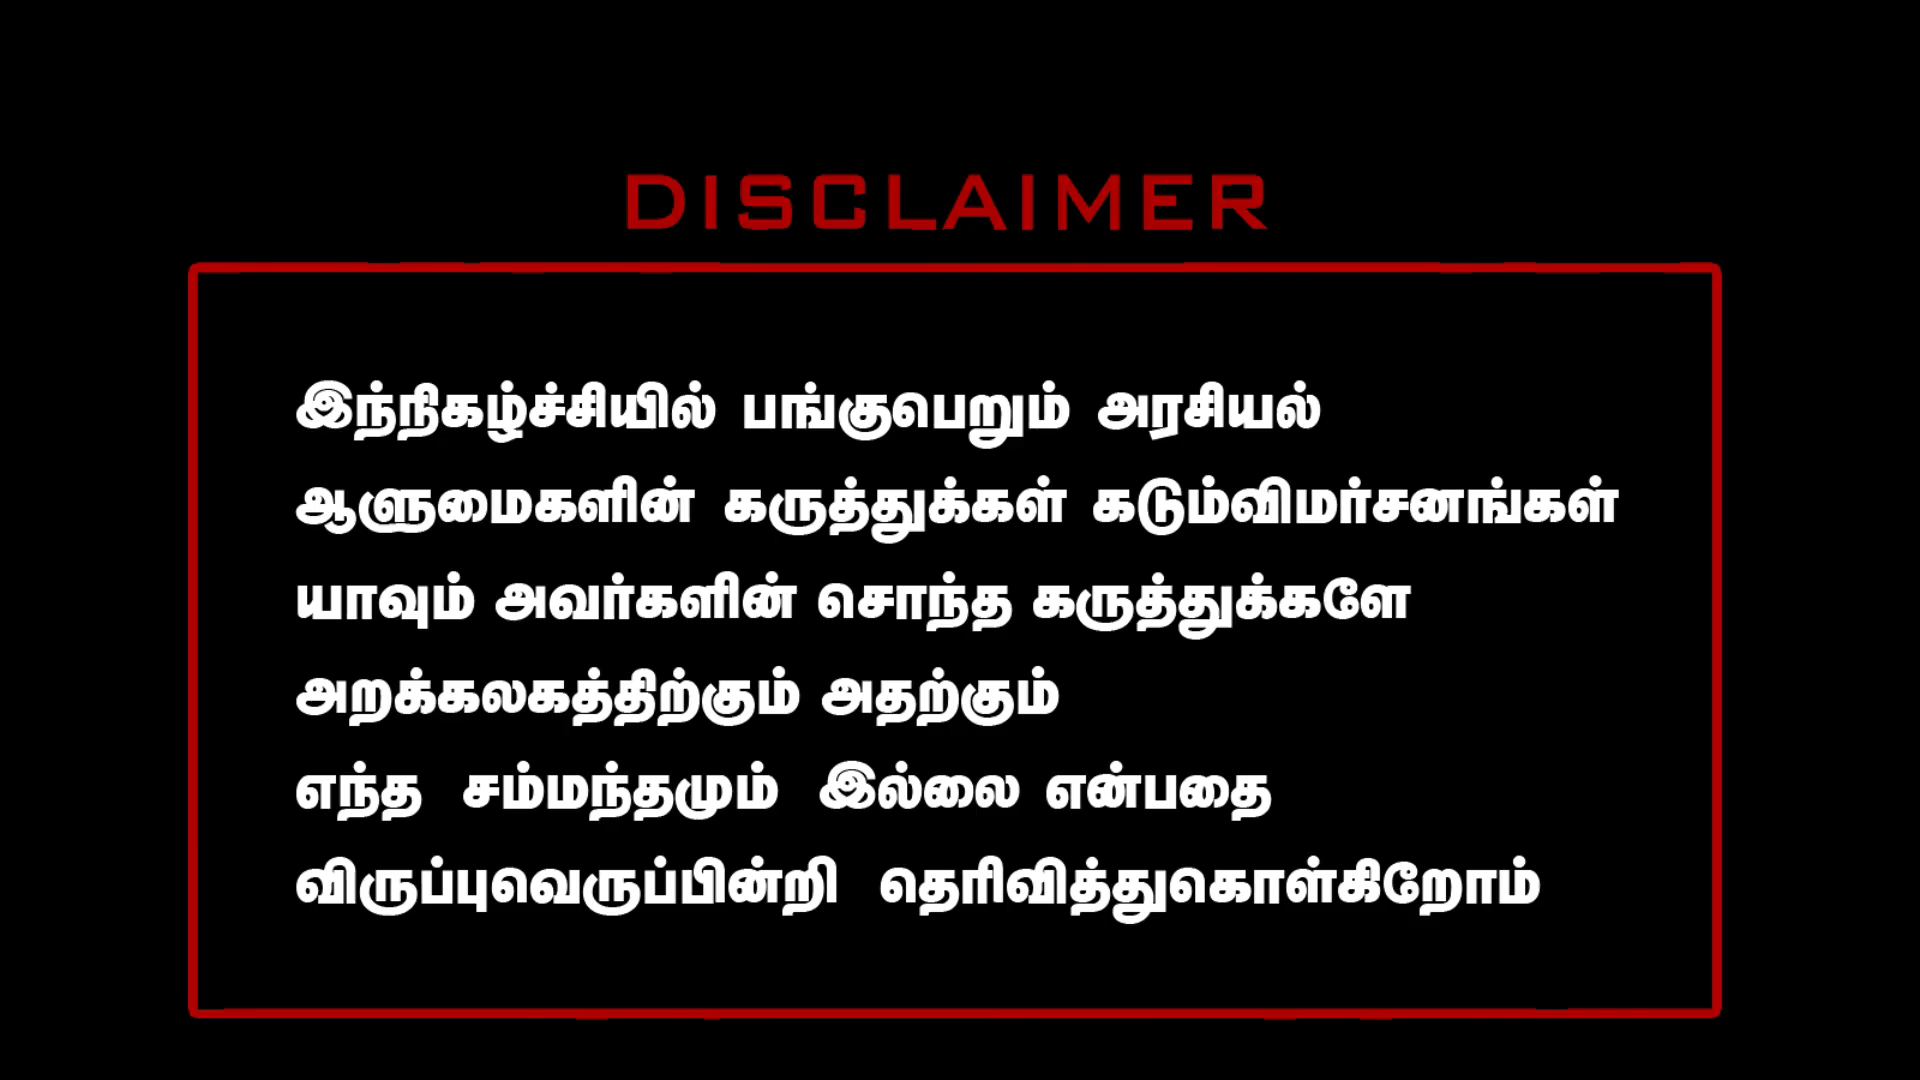 DISCLAIMER
இந்நிகழ்ச்சியில் பங்குபெறும் அரசியல்
ஆளுமைகளின் கருத்துக்கள் கடும்விமர்சனங்கள்
யாவும் அவர்களின் சொந்த கருத்துக்களே
அறக்கலகத்திற்கும் அதற்கும்
எந்த சம்மந்தமும் இல்லை என்பதை
விருப்புவெருப்பின்றி தெரிவித்துகொள்கிறோம்